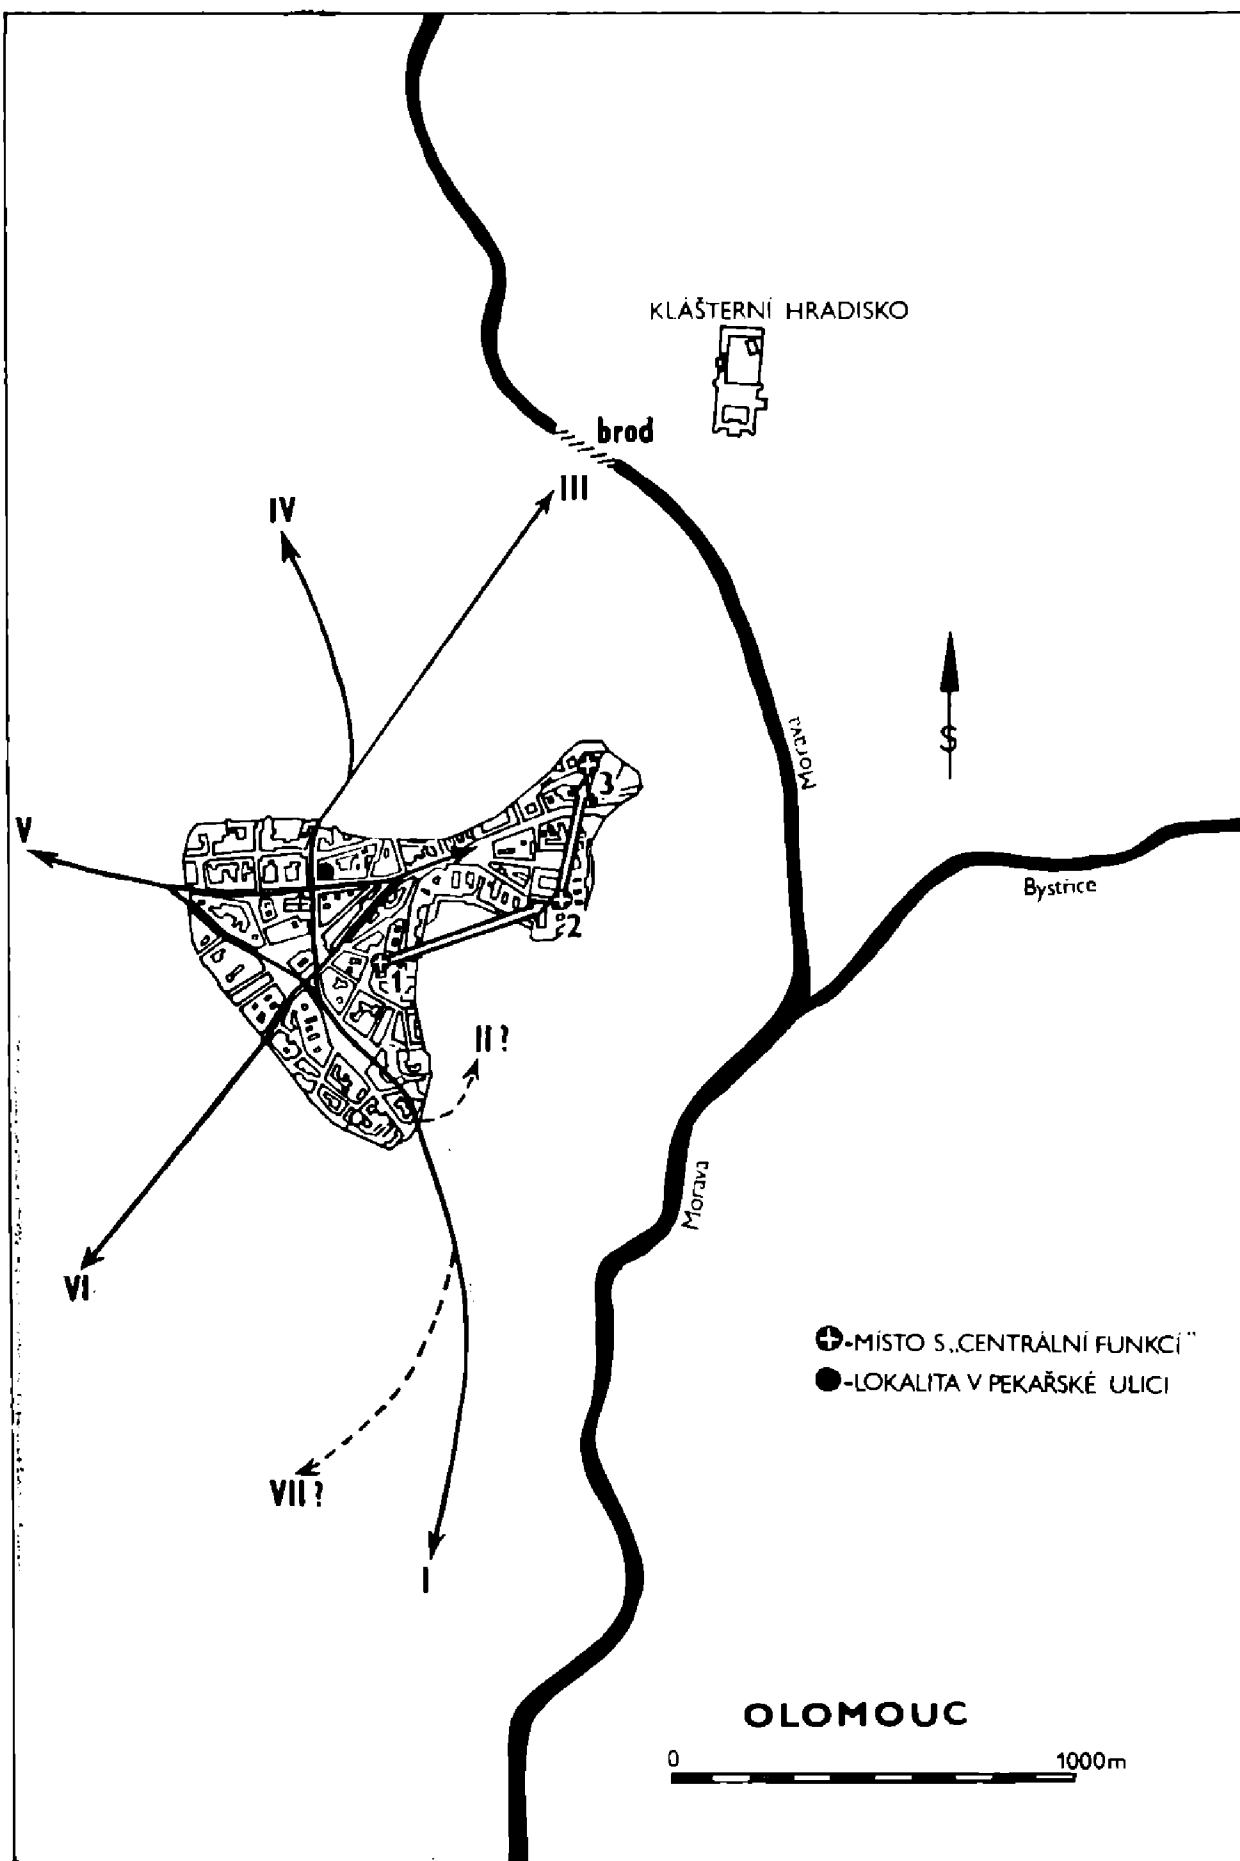 KLÁŠTERNÍ HRADISKO
brod
III
IV
Morava
S
3
V
Bystřice
2
1
II ?
Morava
VI
MÍSTO S „CENTRÁLNÍ FUNKCÍ“
LOKALITA V PEKAŘSKÉ ULICI
VII ?
I
OLOMOUC
0 1000m